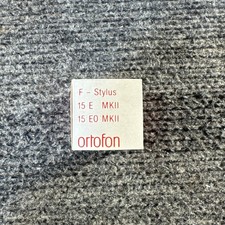 F - Stylus
15 E MKII
15 EO MKII
ortofon